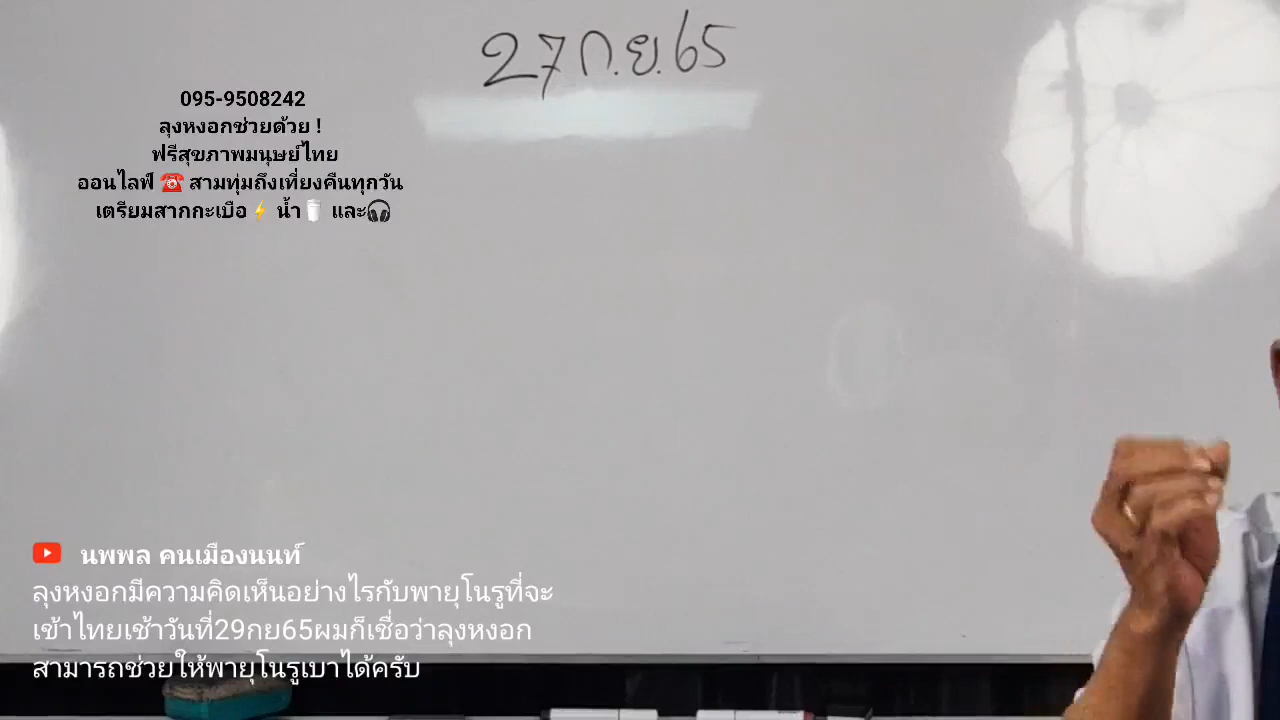 27 ก.ย.65
095-9508242
ลุงหงอกช่วยด้วย !
ฟรีสุขภาพมนุษย์ไทย
ออนไลฟ์ ☎️ สามทุ่มถึงเที่ยงคืนทุกวัน
เตรียมสากกะเบือ⚡ น้ำ🥛 และ🎧
นพพล คนเมืองนนท์
ลุงหงอกมีความคิดเห็นอย่างไรกับพายุโนรูที่จะ
เข้าไทยเช้าวันที่29กย65ผมก็เชื่อว่าลุงหงอก
สามารถช่วยให้พายุโนรูเบาได้ครับ